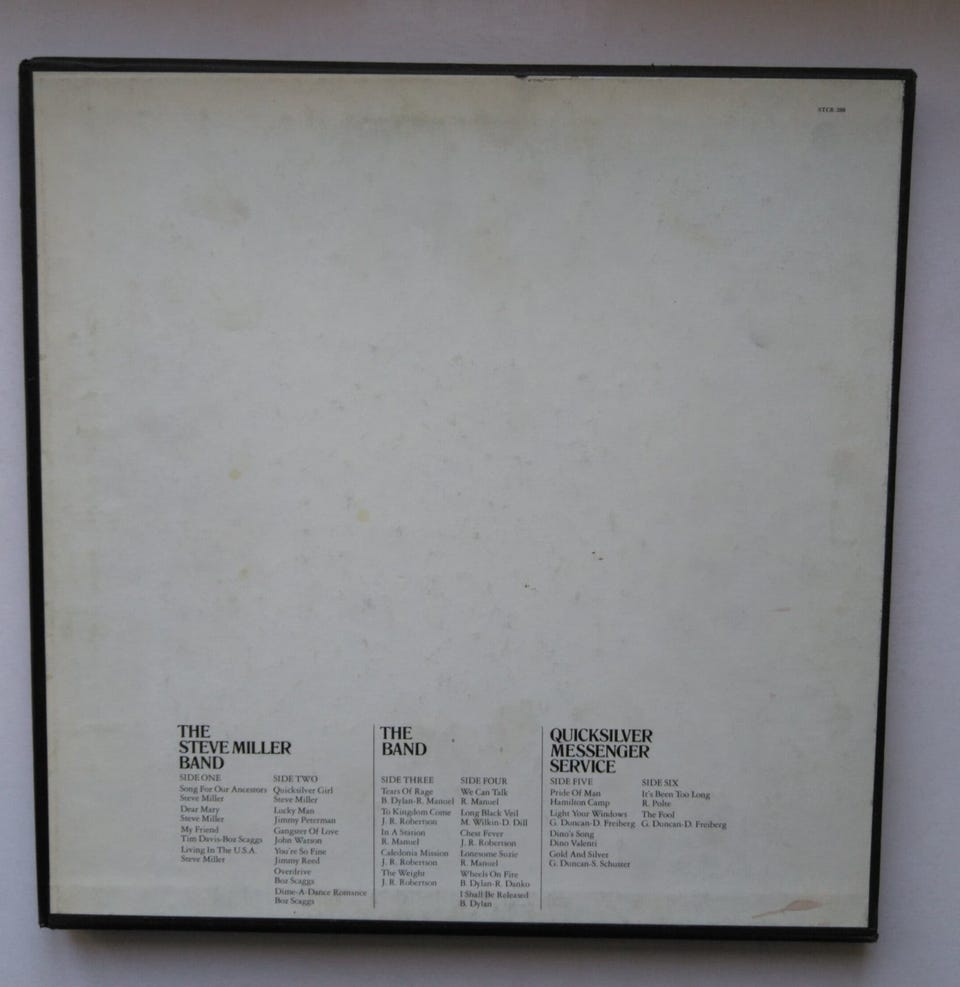 STCR-288
THE
STEVE MILLER
BAND
SIDE ONE
Song For Our Ancestors
Steve Miller
Dear Mary
Steve Miller
My Friend
Tim Davis-Boz Scaggs
Living In The U.S.A.
Steve Miller
SIDE TWO
Quicksilver Girl
Steve Miller
Lucky Man
Jimmy Peterman
Gangster Of Love
John Watson
You're So Fine
Jimmy Reed
Overdrive
Boz Scaggs
Dime-A-Dance Romance
Boz Scaggs
THE
BAND
SIDE THREE
Tears Of Rage
B. Dylan-R. Manuel
To Kingdom Come
J. R. Robertson
In A Station
R. Manuel
Caledonia Mission
J. R. Robertson
The Weight
J. R. Robertson
SIDE FOUR
We Can Talk
R. Manuel
Long Black Veil
M. Wilkin-D. Dill
Chest Fever
J. R. Robertson
Lonesome Suzie
R. Manuel
Wheels On Fire
B. Dylan-R. Danko
I Shall Be Released
B. Dylan
QUICKSILVER
MESSENGER
SERVICE
SIDE FIVE
Pride Of Man
Hamilton Camp
Light Your Windows
G. Duncan-D. Freiberg
Dino's Song
Dino Valenti
Gold And Silver
G. Duncan-S. Schuster
SIDE SIX
It's Been Too Long
R. Polte
The Fool
G. Duncan-D. Freiberg